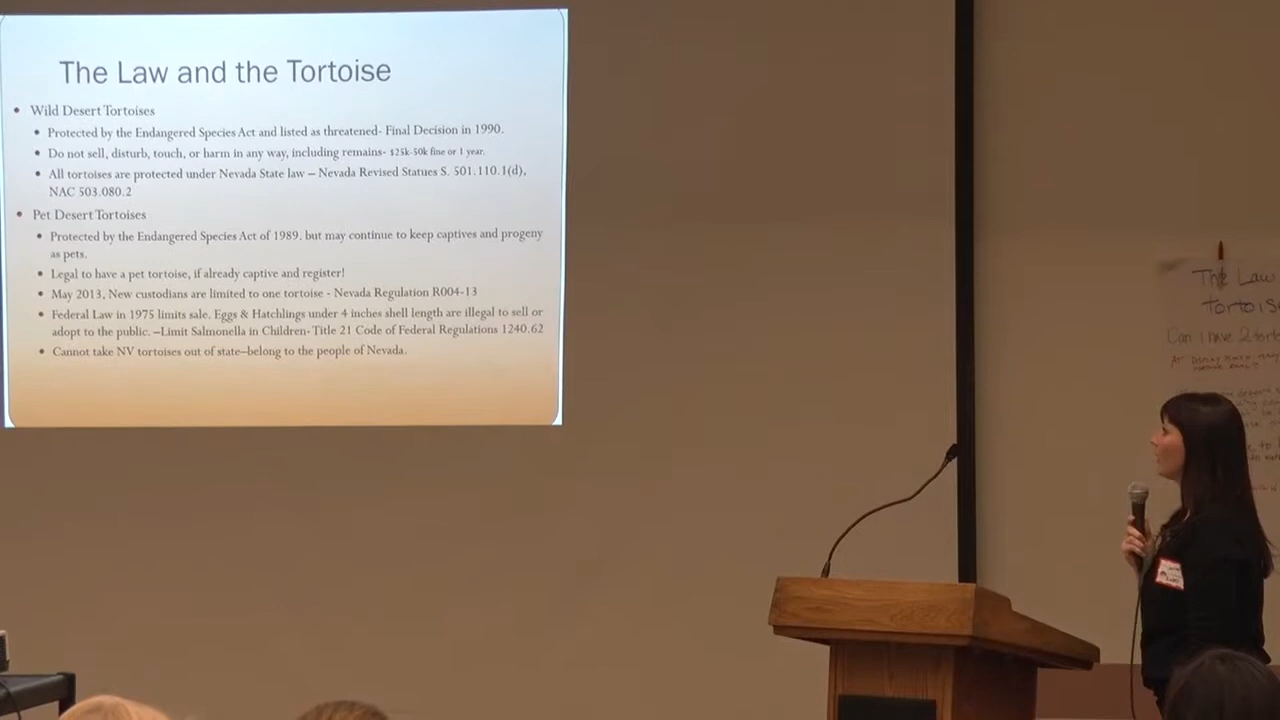 The Law and the Tortoise
• Wild Desert Tortoises
• Protected by the Endangered Species Act and listed as threatened- Final Decision in 1990.
• Do not sell, disturb, touch, or harm in any way, including remains- $25k-50k fine or 1 year.
• All tortoises are protected under Nevada State law – Nevada Revised Statues S. 501.110.1(d),
NAC 503.080.2
• Pet Desert Tortoises
• Protected by the Endangered Species Act of 1989. but may continue to keep captives and progeny
as pets.
• Legal to have a pet tortoise, if already captive and register!
• May 2013, New custodians are limited to one tortoise - Nevada Regulation R004-13
• Federal Law in 1975 limits sale. Eggs & Hatchlings under 4 inches shell length are illegal to sell or
adopt to the public. –Limit Salmonella in Children- Title 21 Code of Federal Regulations 1240.62
• Cannot take NV tortoises out of state–belong to the people of Nevada.
The Law
Tortois
Can I have 2 tort